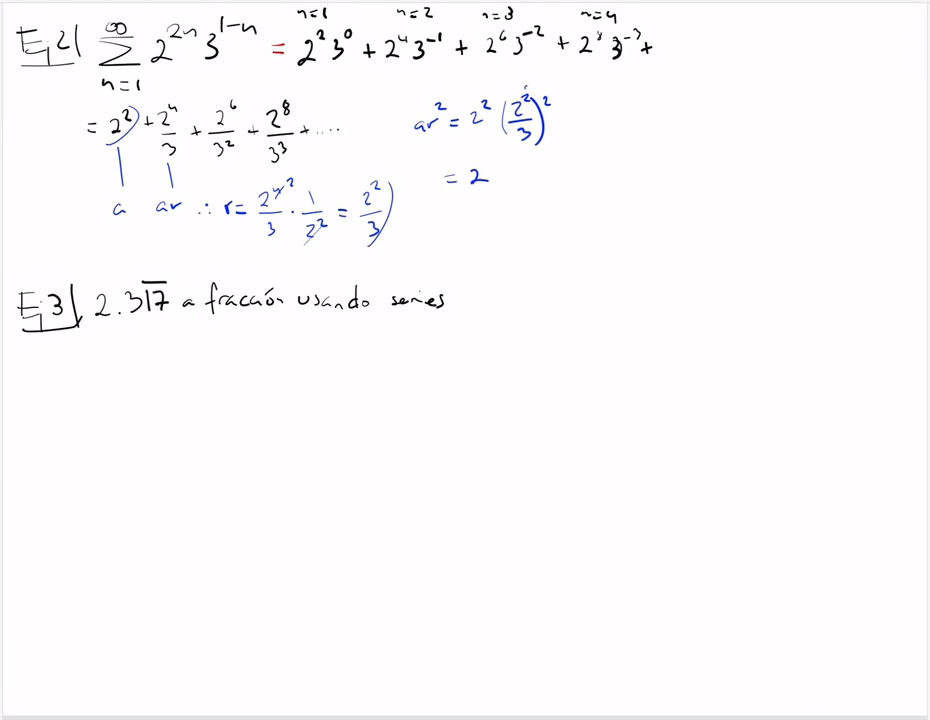 n=1 n=2 n=3 n=4
Ej 2) ∞ ∑ n=1 2^{2n} 3^{1-n} = 2^2 3^0 + 2^4 3^{-1} + 2^6 3^{-2} + 2^8 3^{-3} +
= 2^2 + 2^4/3 + 2^6/3^2 + 2^8/3^3 + ....
ar^2 = 2^2 (2^2/3)^2
= 2
a ar ∴ r = 2^{4 2}/3 · 1/2^2 = 2^2/3
Ej 3) 2.3\overline{17} a fracción usando series